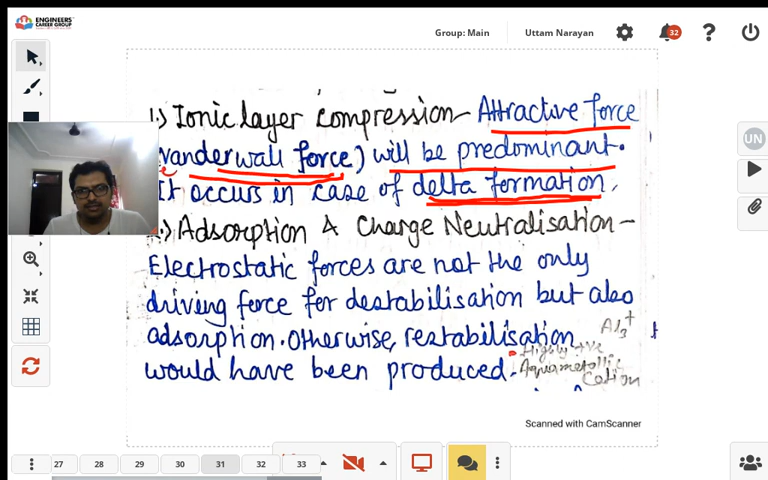 ENGINEERS
CAREER GROUP
Group: Main
Uttam Narayan
32
UN
1.) Ionic layer compression - Attractive force
(vanderwall force) will be predominant.
It occurs in case of delta formation.
2.) Adsorption & Charge Neutralisation -
Electrostatic forces are not the only
driving force for destabilisation but also
adsorption. Otherwise, restabilisation
would have been produced.
Al3+
Highly +ve
Aquametallic
Cation
Scanned with CamScanner
27 28 29 30 31 32 33